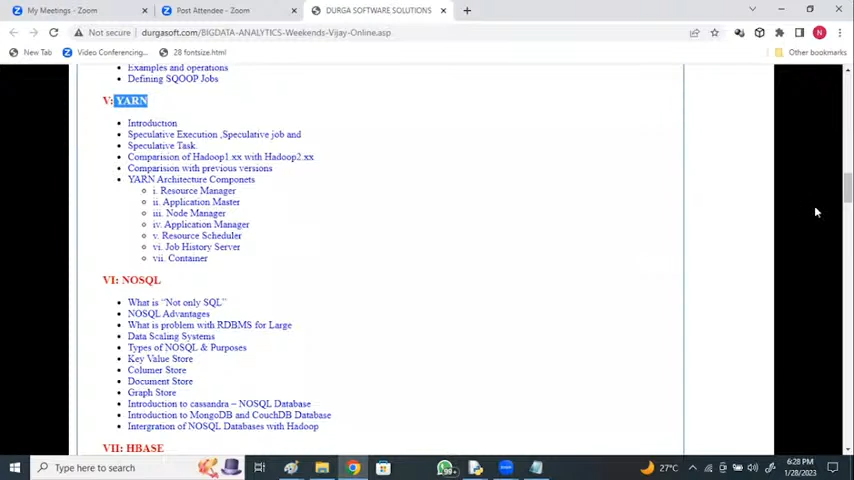 My Meetings - Zoom
Post Attendee - Zoom
DURGA SOFTWARE SOLUTIONS
Not secure
durgasoft.com/BIGDATA-ANALYTICS-Weekends-Vijay-Online.asp
N
New Tab
Video Conferencing,...
28 fontsize.html
Other bookmarks
Examples and operations
Defining SQOOP Jobs
V: YARN
Introduction
Speculative Execution ,Speculative job and
Speculative Task.
Comparision of Hadoop1.xx with Hadoop2.xx
Comparision with previous versions
YARN Architecture Componets
i. Resource Manager
ii. Application Master
iii. Node Manager
iv. Application Manager
v. Resource Scheduler
vi. Job History Server
vii. Container
VI: NOSQL
What is “Not only SQL”
NOSQL Advantages
What is problem with RDBMS for Large
Data Scaling Systems
Types of NOSQL & Purposes
Key Value Store
Columer Store
Document Store
Graph Store
Introduction to cassandra – NOSQL Database
Introduction to MongoDB and CouchDB Database
Intergration of NOSQL Databases with Hadoop
VII: HBASE
Type here to search
99+
27°C
6:28 PM
1/28/2023